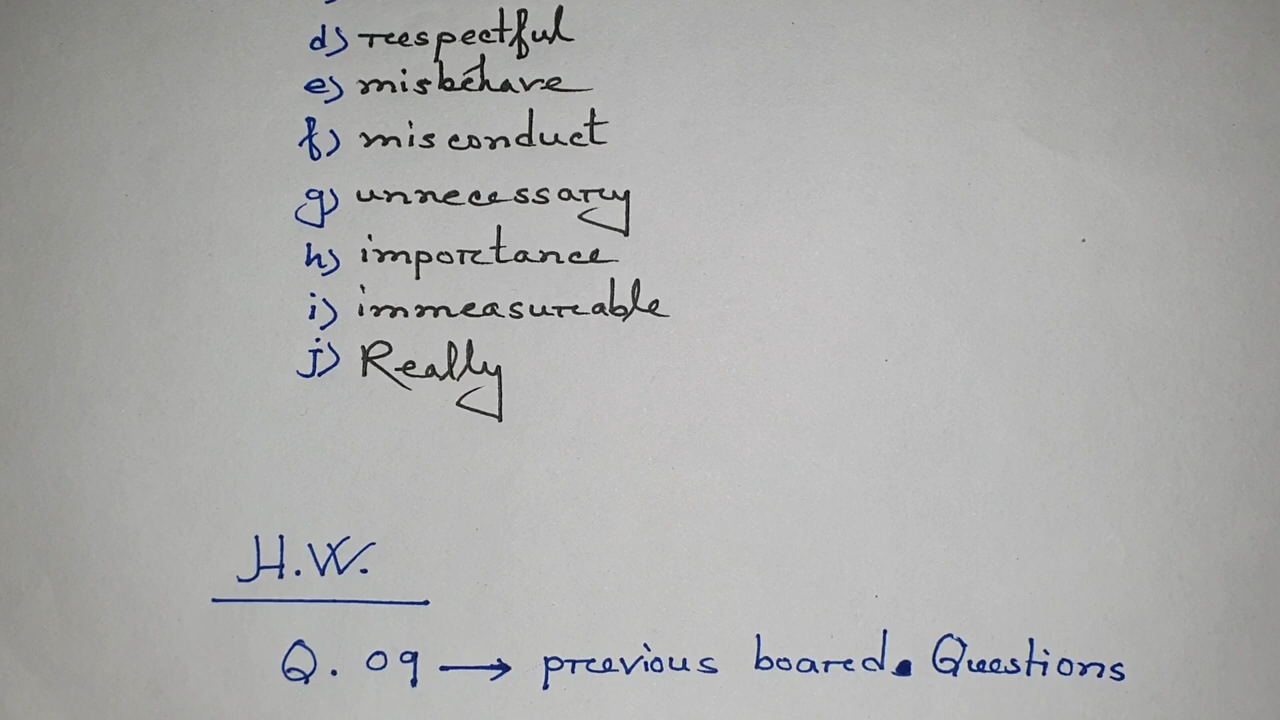 d) respectful
e) misbehave
f) misconduct
g) unnecessary
h) importance
i) immeasurable
j) Really
H.W.
Q. 09 → previous board. Questions